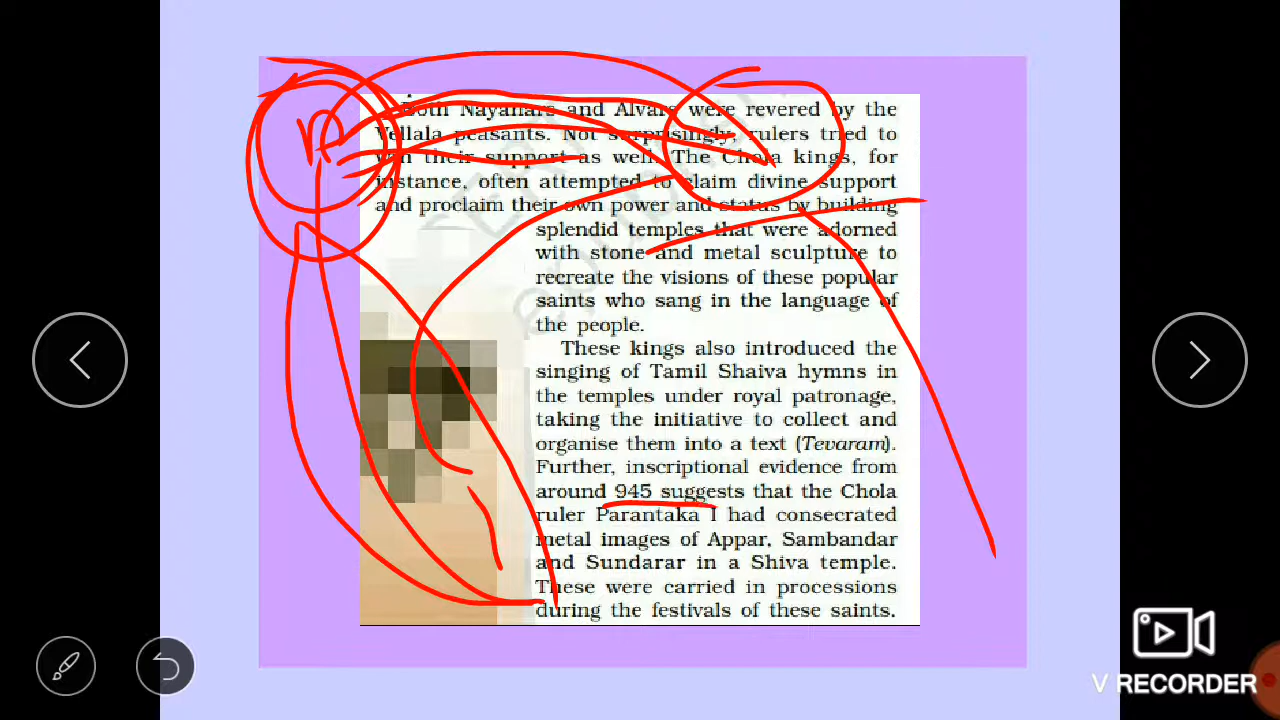 Both Nayanars and Alvars were revered by the
Vellala peasants. Not surprisingly, rulers tried to
win their support as well. The Chola kings, for
instance, often attempted to claim divine support
and proclaim their own power and status by building
splendid temples that were adorned
with stone and metal sculpture to
recreate the visions of these popular
saints who sang in the language of
the people.
These kings also introduced the
singing of Tamil Shaiva hymns in
the temples under royal patronage,
taking the initiative to collect and
organise them into a text (Tevaram).
Further, inscriptional evidence from
around 945 suggests that the Chola
ruler Parantaka I had consecrated
metal images of Appar, Sambandar
and Sundarar in a Shiva temple.
These were carried in processions
during the festivals of these saints.
V RECORDER